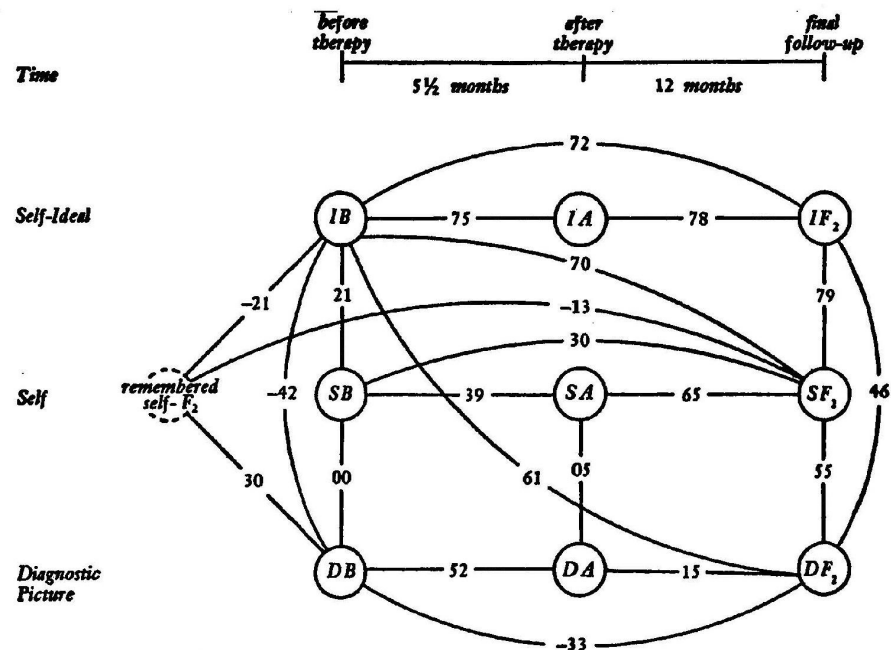 before
therapy
after
therapy
final
follow-up
Time
5½ months
12 months
72
Self-Ideal
IB
75
IA
78
IF₂
70
-21
21
-13
79
30
remembered
self-F₂
Self
-42
SB
39
SA
65
SF₂
46
30
00
61
05
55
Diagnostic
Picture
DB
52
DA
15
DF₂
-33